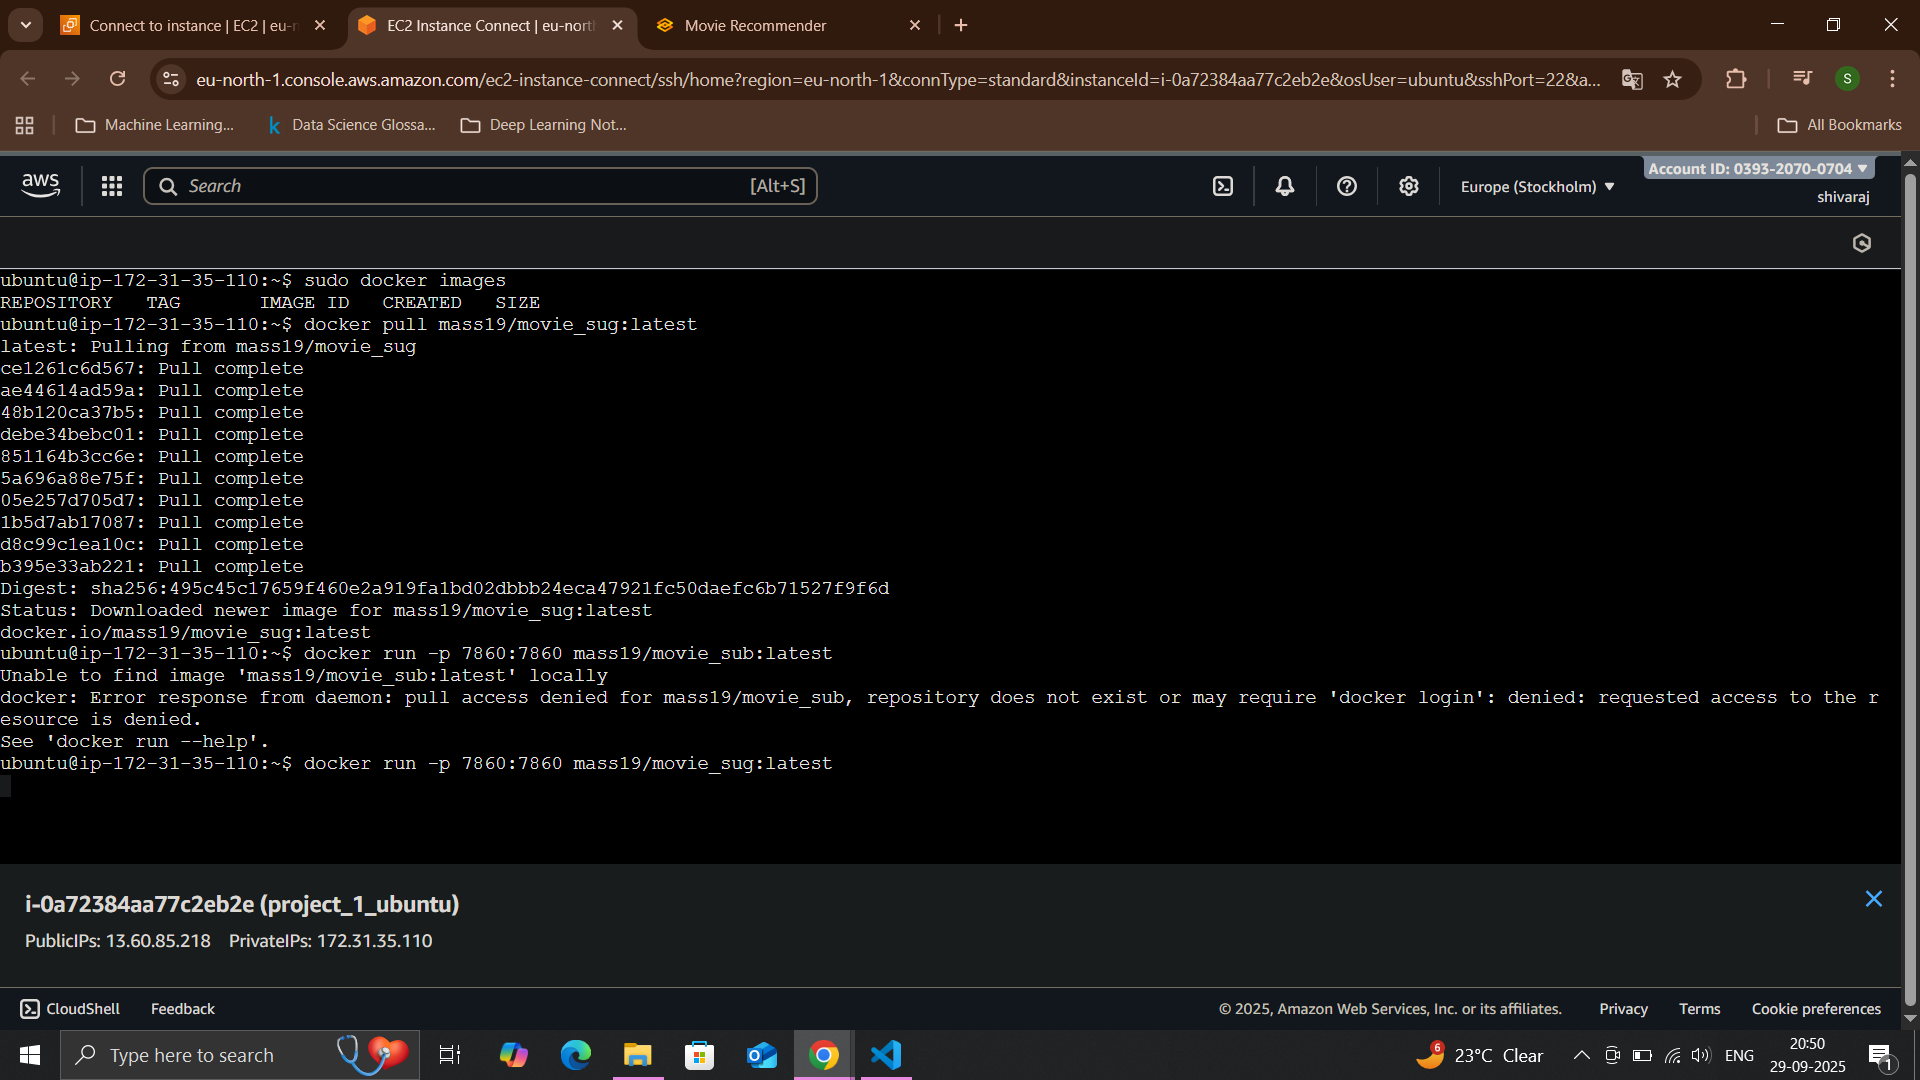 Connect to instance | EC2 | eu-n
EC2 Instance Connect | eu-nort
Movie Recommender
eu-north-1.console.aws.amazon.com/ec2-instance-connect/ssh/home?region=eu-north-1&connType=standard&instanceId=i-0a72384aa77c2eb2e&osUser=ubuntu&sshPort=22&a...
S
Machine Learning...
Data Science Glossa...
Deep Learning Not...
All Bookmarks
aws
Search
[Alt+S]
Europe (Stockholm)
Account ID: 0393-2070-0704
shivaraj
ubuntu@ip-172-31-35-110:~$ sudo docker images
REPOSITORY   TAG       IMAGE ID   CREATED   SIZE
ubuntu@ip-172-31-35-110:~$ docker pull mass19/movie_sug:latest
latest: Pulling from mass19/movie_sug
ce1261c6d567: Pull complete
ae44614ad59a: Pull complete
48b120ca37b5: Pull complete
debe34bebc01: Pull complete
851164b3cc6e: Pull complete
5a696a88e75f: Pull complete
05e257d705d7: Pull complete
1b5d7ab17087: Pull complete
d8c99c1ea10c: Pull complete
b395e33ab221: Pull complete
Digest: sha256:495c45c17659f460e2a919fa1bd02dbbb24eca47921fc50daefc6b71527f9f6d
Status: Downloaded newer image for mass19/movie_sug:latest
docker.io/mass19/movie_sug:latest
ubuntu@ip-172-31-35-110:~$ docker run -p 7860:7860 mass19/movie_sub:latest
Unable to find image 'mass19/movie_sub:latest' locally
docker: Error response from daemon: pull access denied for mass19/movie_sub, repository does not exist or may require 'docker login': denied: requested access to the r
esource is denied.
See 'docker run --help'.
ubuntu@ip-172-31-35-110:~$ docker run -p 7860:7860 mass19/movie_sug:latest
i-0a72384aa77c2eb2e (project_1_ubuntu)
PublicIPs: 13.60.85.218   PrivateIPs: 172.31.35.110
CloudShell
Feedback
© 2025, Amazon Web Services, Inc. or its affiliates.
Privacy
Terms
Cookie preferences
Type here to search
6
23°C Clear
ENG
20:50
29-09-2025
1